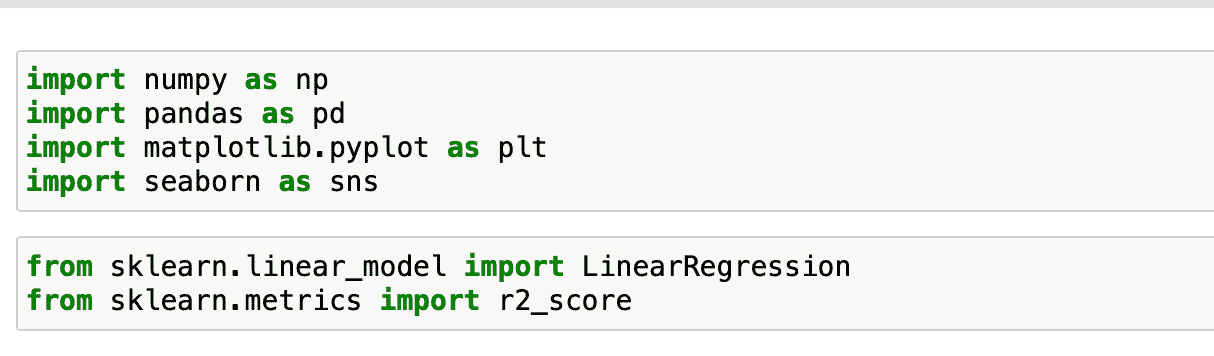 import numpy as np
import pandas as pd
import matplotlib.pyplot as plt
import seaborn as sns
from sklearn.linear_model import LinearRegression
from sklearn.metrics import r2_score